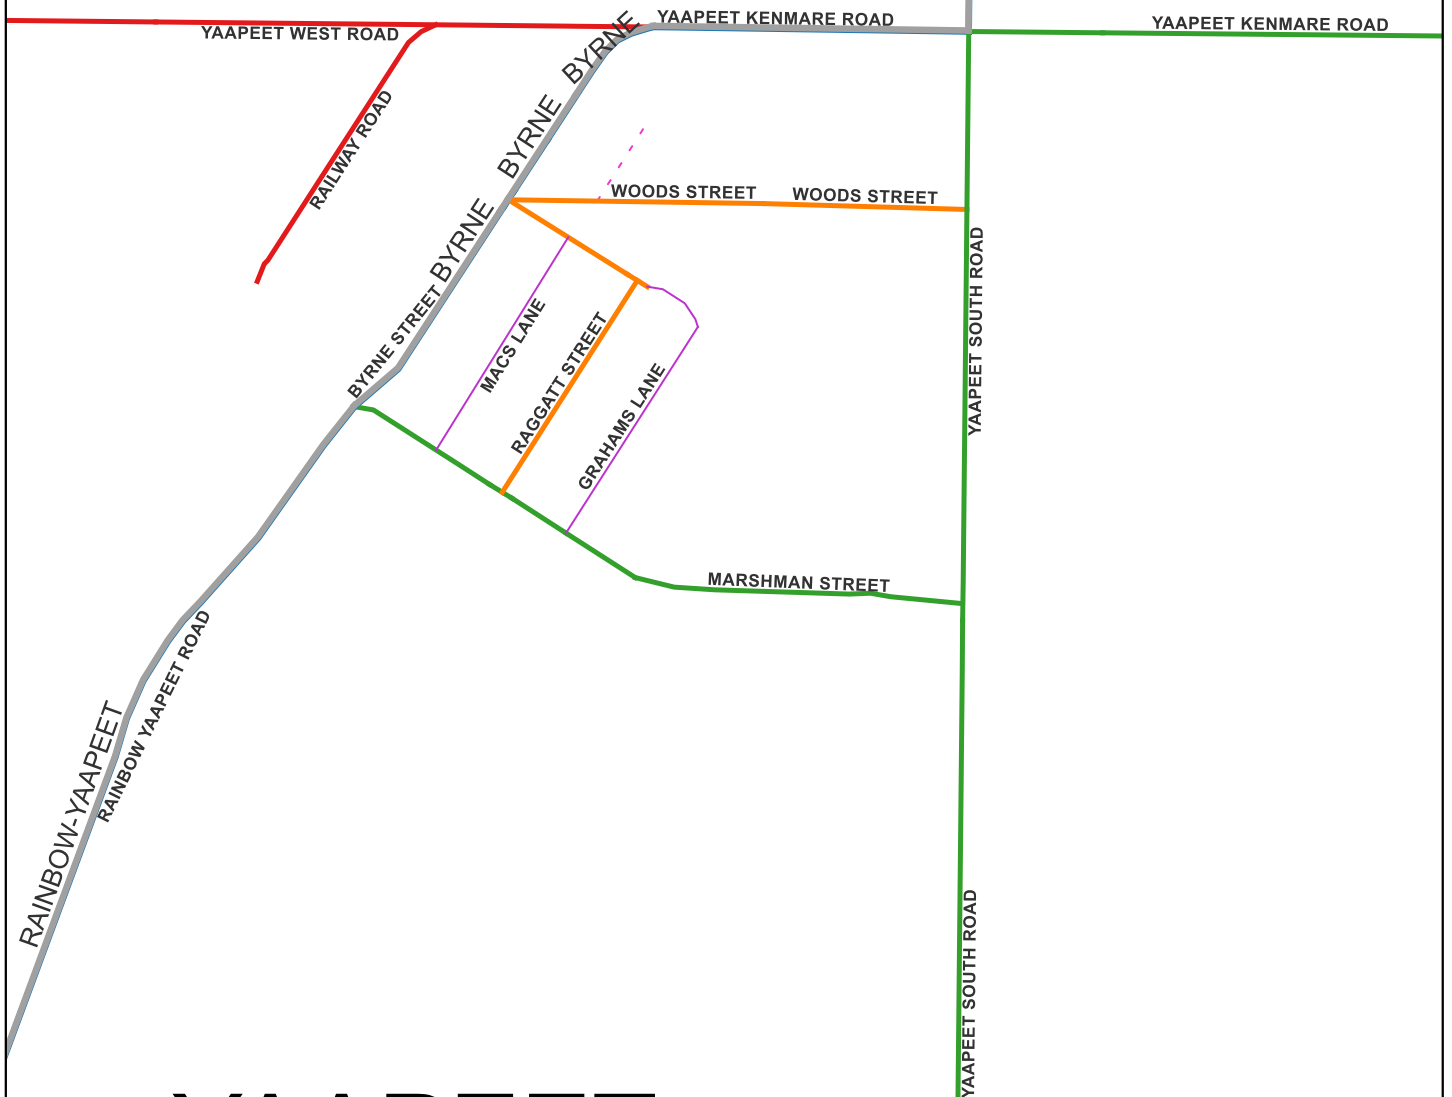 YAAPEET WEST ROAD
BYRNE
YAAPEET KENMARE ROAD
YAAPEET KENMARE ROAD
RAILWAY ROAD
BYRNE
WOODS STREET
WOODS STREET
BYRNE
BYRNE STREET
MACS LANE
RAGGATT STREET
GRAHAMS LANE
YAAPEET SOUTH ROAD
MARSHMAN STREET
RAINBOW YAAPEET ROAD
RAINBOW-YAAPEET
YAAPEET SOUTH ROAD
YAAPEET